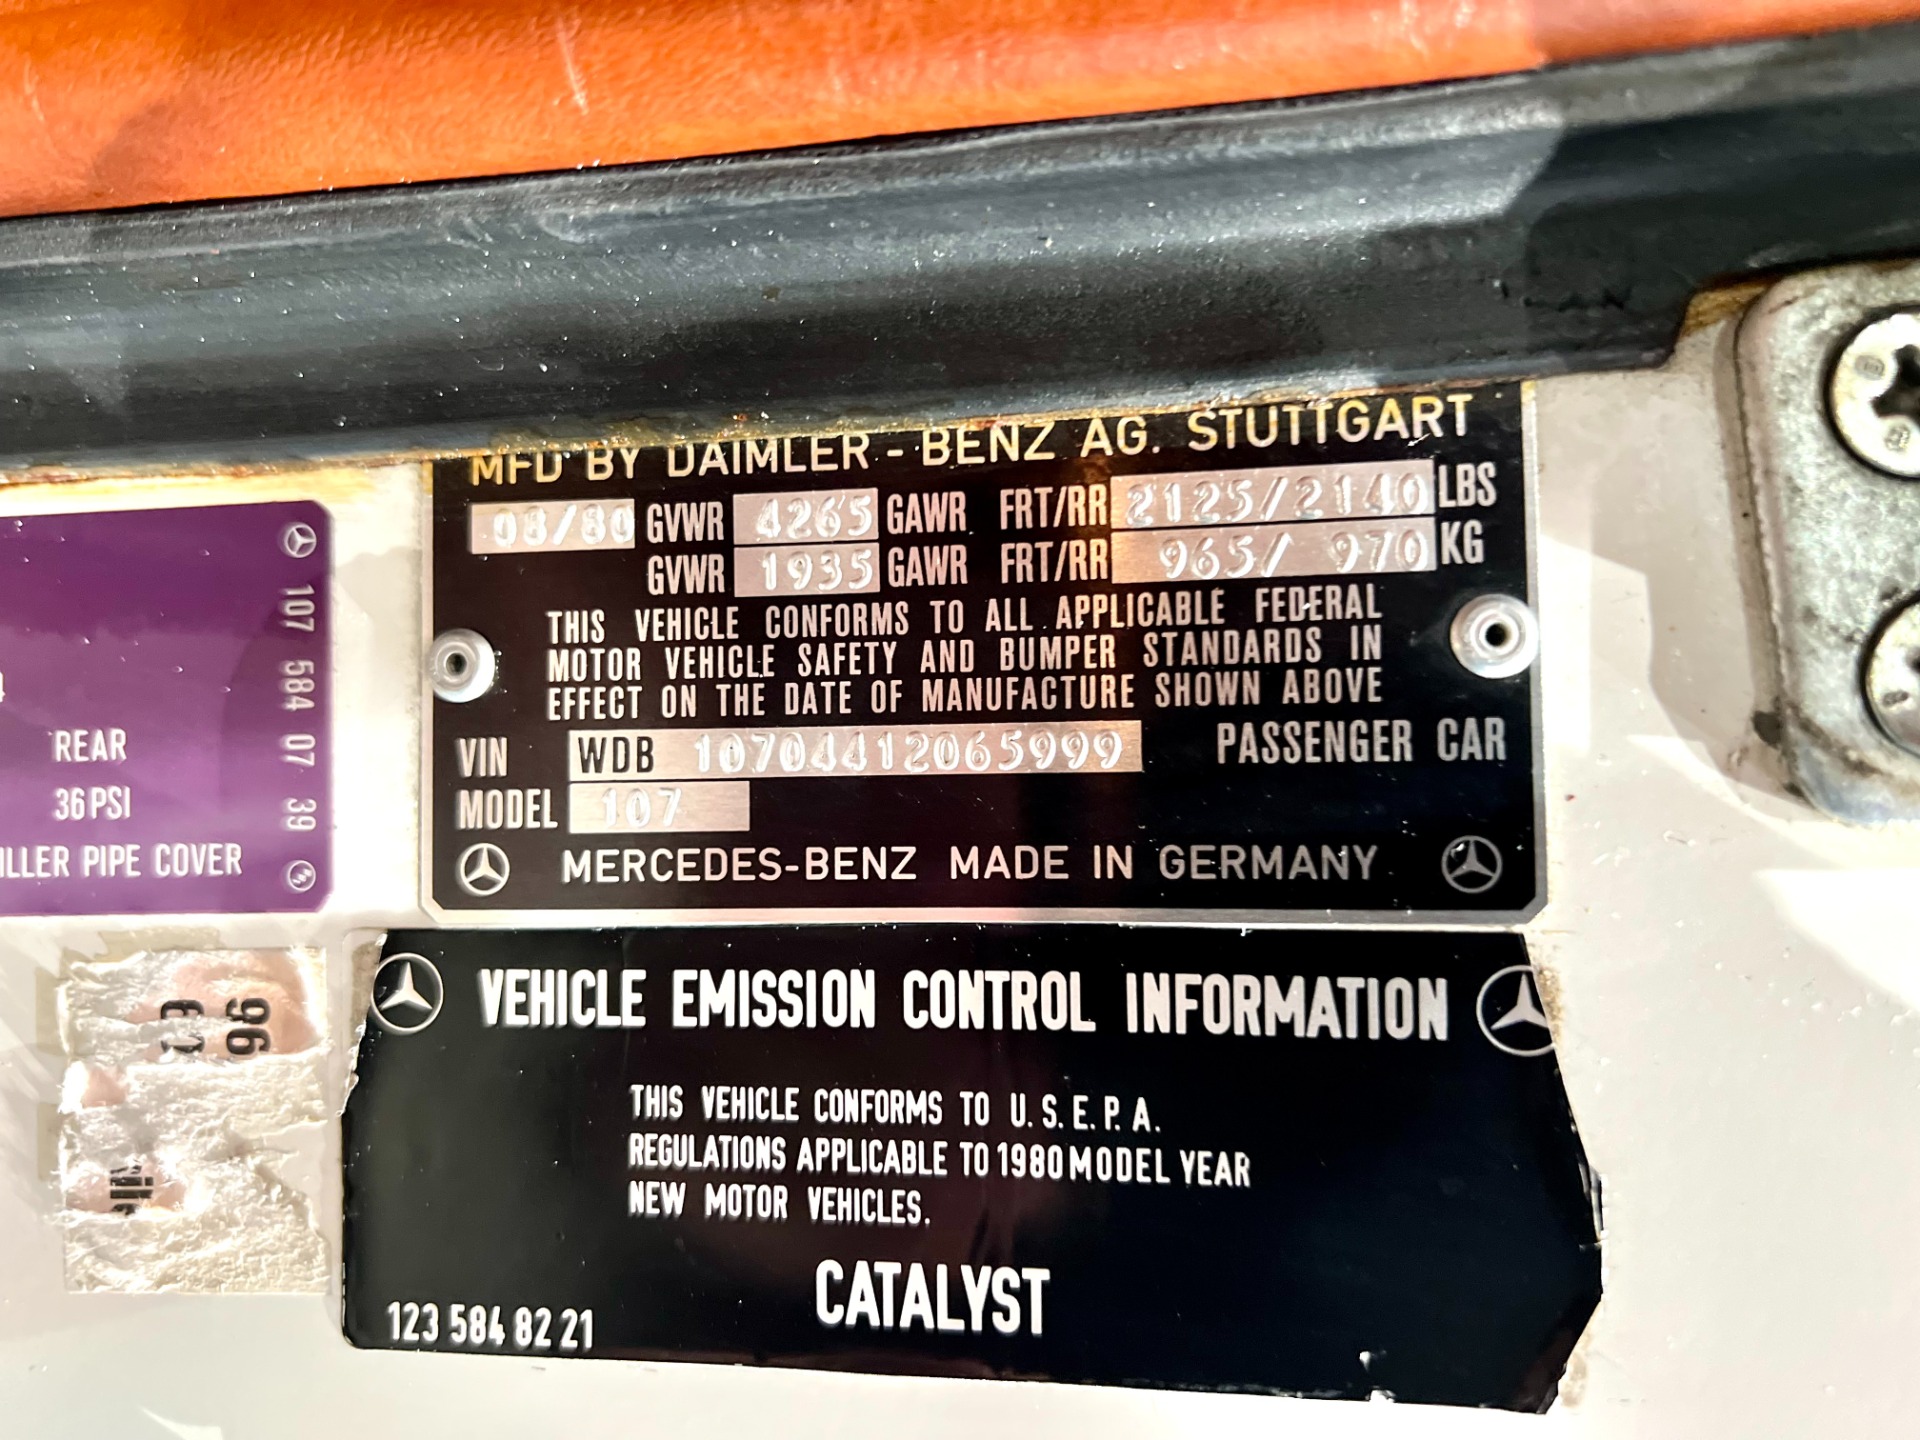 MFD BY DAIMLER - BENZ AG. STUTTGART
08/80 GVWR 4265 GAWR FRT/RR 2125/2140 LBS
GVWR 1935 GAWR FRT/RR 965/ 970 KG
THIS VEHICLE CONFORMS TO ALL APPLICABLE FEDERAL
MOTOR VEHICLE SAFETY AND BUMPER STANDARDS IN
EFFECT ON THE DATE OF MANUFACTURE SHOWN ABOVE
VIN WDB 10704412065999 PASSENGER CAR
MODEL 107
MERCEDES-BENZ MADE IN GERMANY
107 584 07 39
REAR
36 PSI
ILLER PIPE COVER
96
VEHICLE EMISSION CONTROL INFORMATION
THIS VEHICLE CONFORMS TO U.S.E.P.A.
REGULATIONS APPLICABLE TO 1980 MODEL YEAR
NEW MOTOR VEHICLES.
CATALYST
123 584 82 21